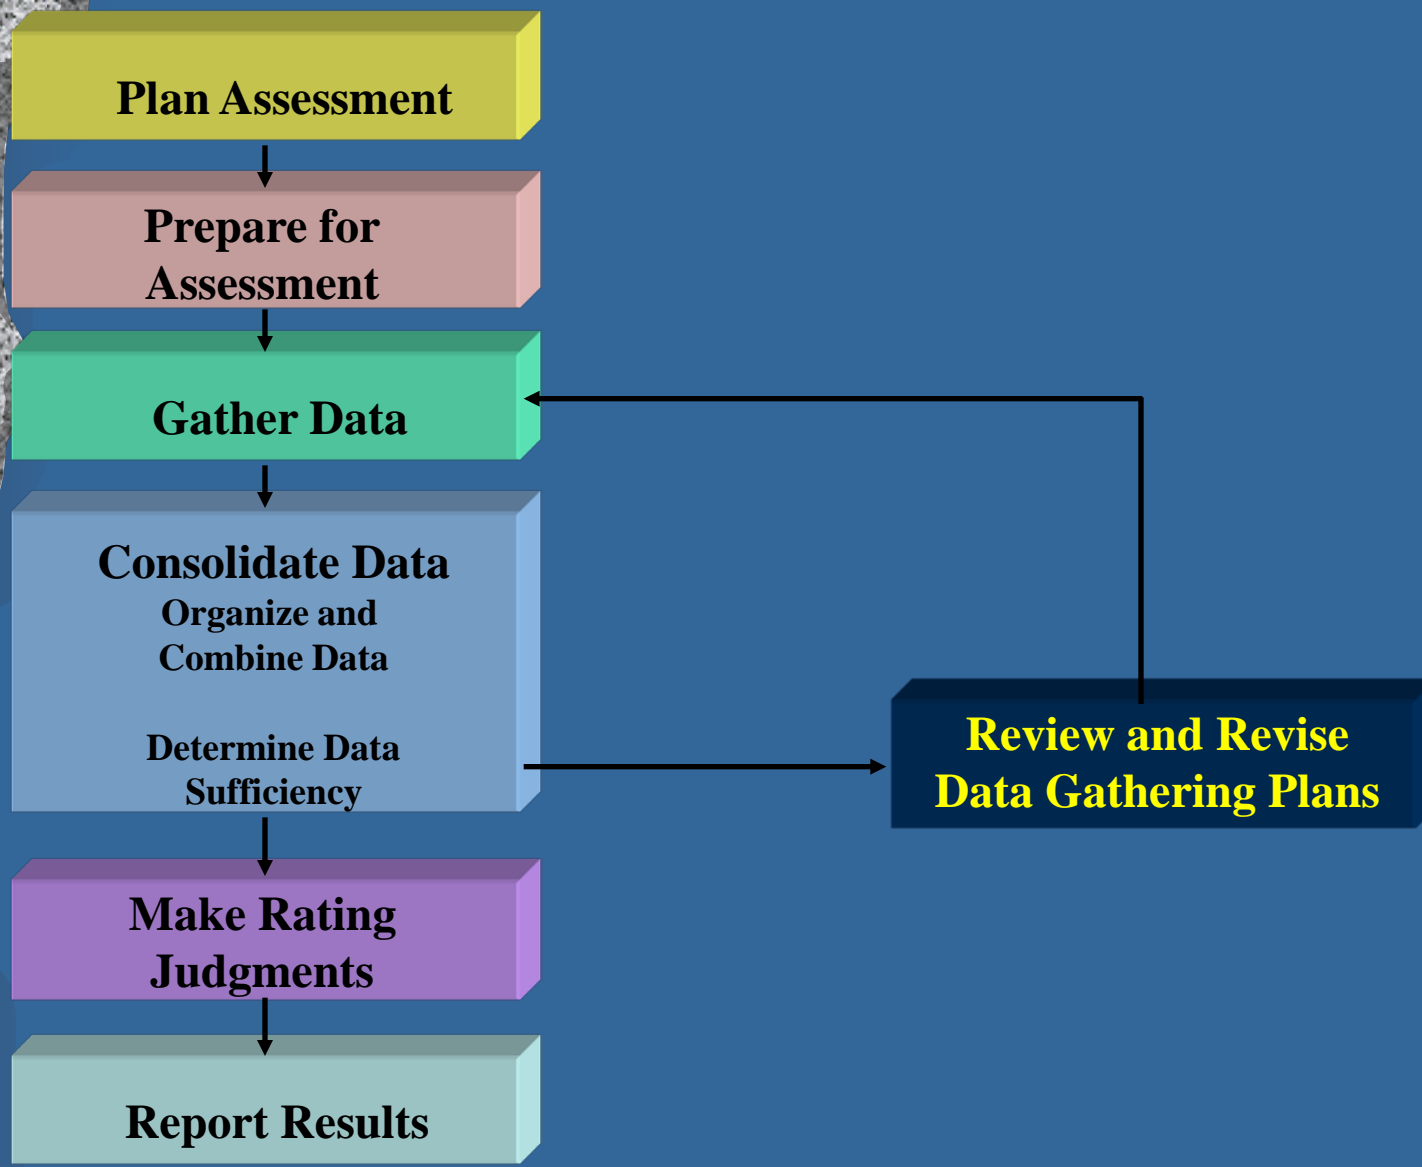 Plan Assessment
Prepare for
Assessment
Gather Data
Consolidate Data
Organize and
Combine Data
Determine Data
Sufficiency
Review and Revise
Data Gathering Plans
Make Rating
Judgments
Report Results